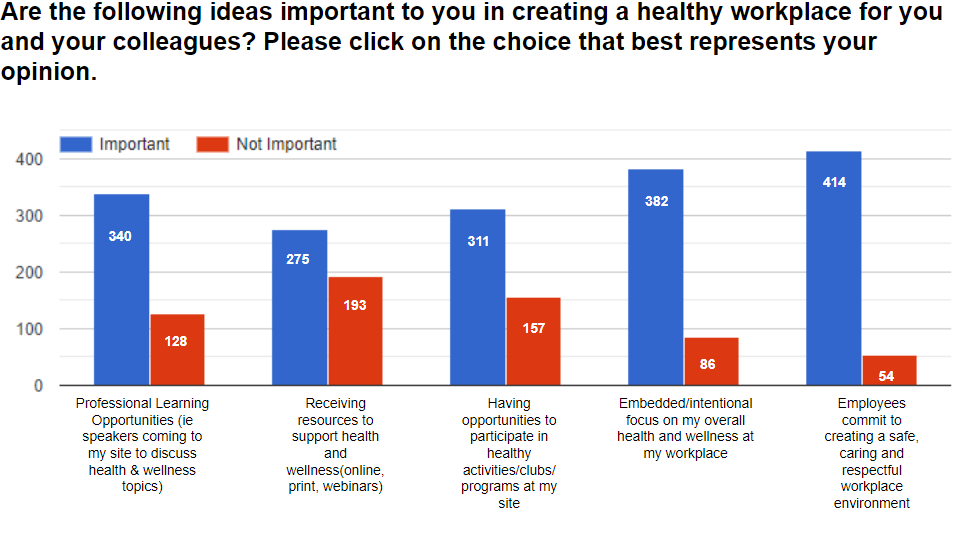 Are the following ideas important to you in creating a healthy workplace for you
and your colleagues? Please click on the choice that best represents your
opinion.
Important
Not Important
400
300
200
100
0
340
128
275
193
311
157
382
86
414
54
Professional Learning
Opportunities (ie
speakers coming to
my site to discuss
health & wellness
topics)
Receiving
resources to
support health
and
wellness(online,
print, webinars)
Having
opportunities to
participate in
healthy
activities/clubs/
programs at my
site
Embedded/intentional
focus on my overall
health and wellness at
my workplace
Employees
commit to
creating a safe,
caring and
respectful
workplace
environment